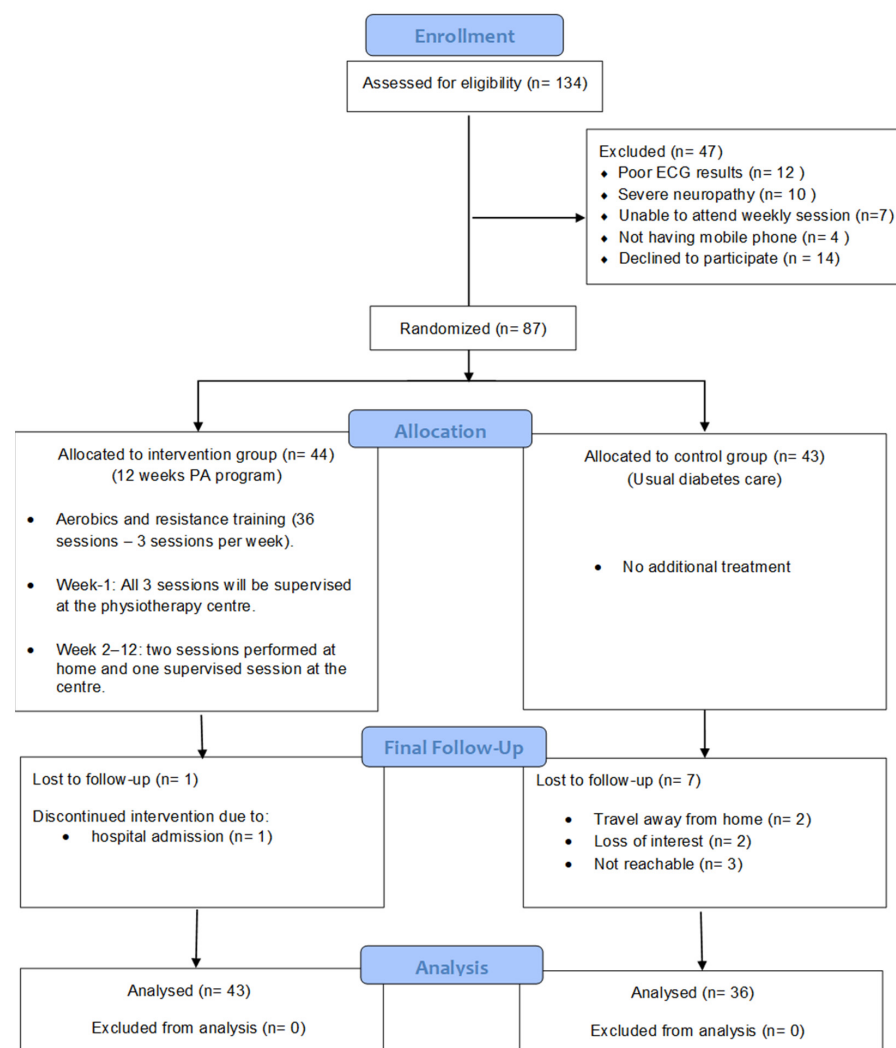 Enrollment
Assessed for eligibility (n= 134)
Excluded (n= 47)
♦ Poor ECG results (n= 12 )
♦ Severe neuropathy (n= 10 )
♦ Unable to attend weekly session (n=7)
♦ Not having mobile phone (n= 4 )
♦ Declined to participate (n = 14)
Randomized (n= 87)
Allocation
Allocated to intervention group (n= 44)
(12 weeks PA program)
• Aerobics and resistance training (36
sessions – 3 sessions per week).
• Week-1: All 3 sessions will be supervised
at the physiotherapy centre.
• Week 2–12: two sessions performed at
home and one supervised session at the
centre.
Allocated to control group (n= 43)
(Usual diabetes care)
• No additional treatment
Final Follow-Up
Lost to follow-up (n= 1)
Discontinued intervention due to:
• hospital admission (n= 1)
Lost to follow-up (n= 7)
• Travel away from home (n= 2)
• Loss of interest (n= 2)
• Not reachable (n= 3)
Analysis
Analysed (n= 43)
Excluded from analysis (n= 0)
Analysed (n= 36)
Excluded from analysis (n= 0)